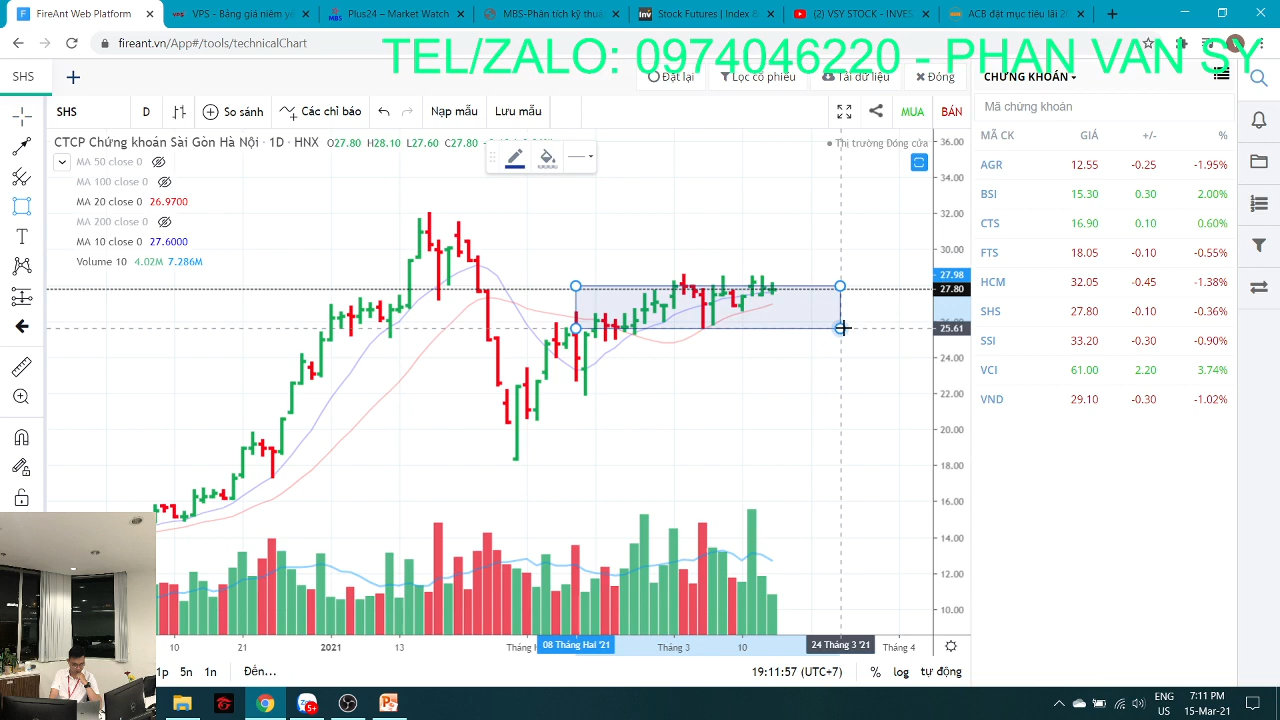 FireAnt
VPS - Bảng giá niêm yế
Plus24 – Market Watch
MBS-Phân tích kỹ thuậ
Stock Futures | Index &
(2) VSY STOCK - INVES
ACB đặt mục tiêu lãi 20
fireant.vn/App#/tools/technicalChart
TEL/ZALO: 0974046220 - PHAN VAN SY
SHS
Đặt lại
Lọc cổ phiếu
Tải dữ liệu
Đóng
CHỨNG KHOÁN
SHS
D
So sánh
Các chỉ báo
Nạp mẫu
Lưu mẫu
MUA
BÁN
Mã chứng khoán
CTCP Chứng khoán Sài Gòn Hà Nội · 1D · HNX O27.80 H28.10 L27.60 C27.80
Thị trường Đóng cửa
MA 50 close 0
MA 100 close 0
MA 20 close 0 26.9700
MA 200 close 0
MA 10 close 0 27.6000
Volume 10 4.02M 7.286M
36.00
34.00
32.00
30.00
27.98
27.80
25.61
24.00
22.00
20.00
18.00
16.00
14.00
12.00
10.00
MÃ CK GIÁ +/- %
AGR 12.55 -0.25 -1.95%
BSI 15.30 0.30 2.00%
CTS 16.90 0.10 0.60%
FTS 18.05 -0.10 -0.55%
HCM 32.05 -0.45 -1.38%
SHS 27.80 -0.10 -0.36%
SSI 33.20 -0.30 -0.90%
VCI 61.00 2.20 3.74%
VND 29.10 -0.30 -1.02%
10
21
2021
13
08 Tháng Hai '21
Tháng 3
10
24 Tháng 3 '21
Tháng 4
5n
1n
Đến...
19:11:57 (UTC+7)
%
log
tự động
5+
ENG
US
7:11 PM
15-Mar-21